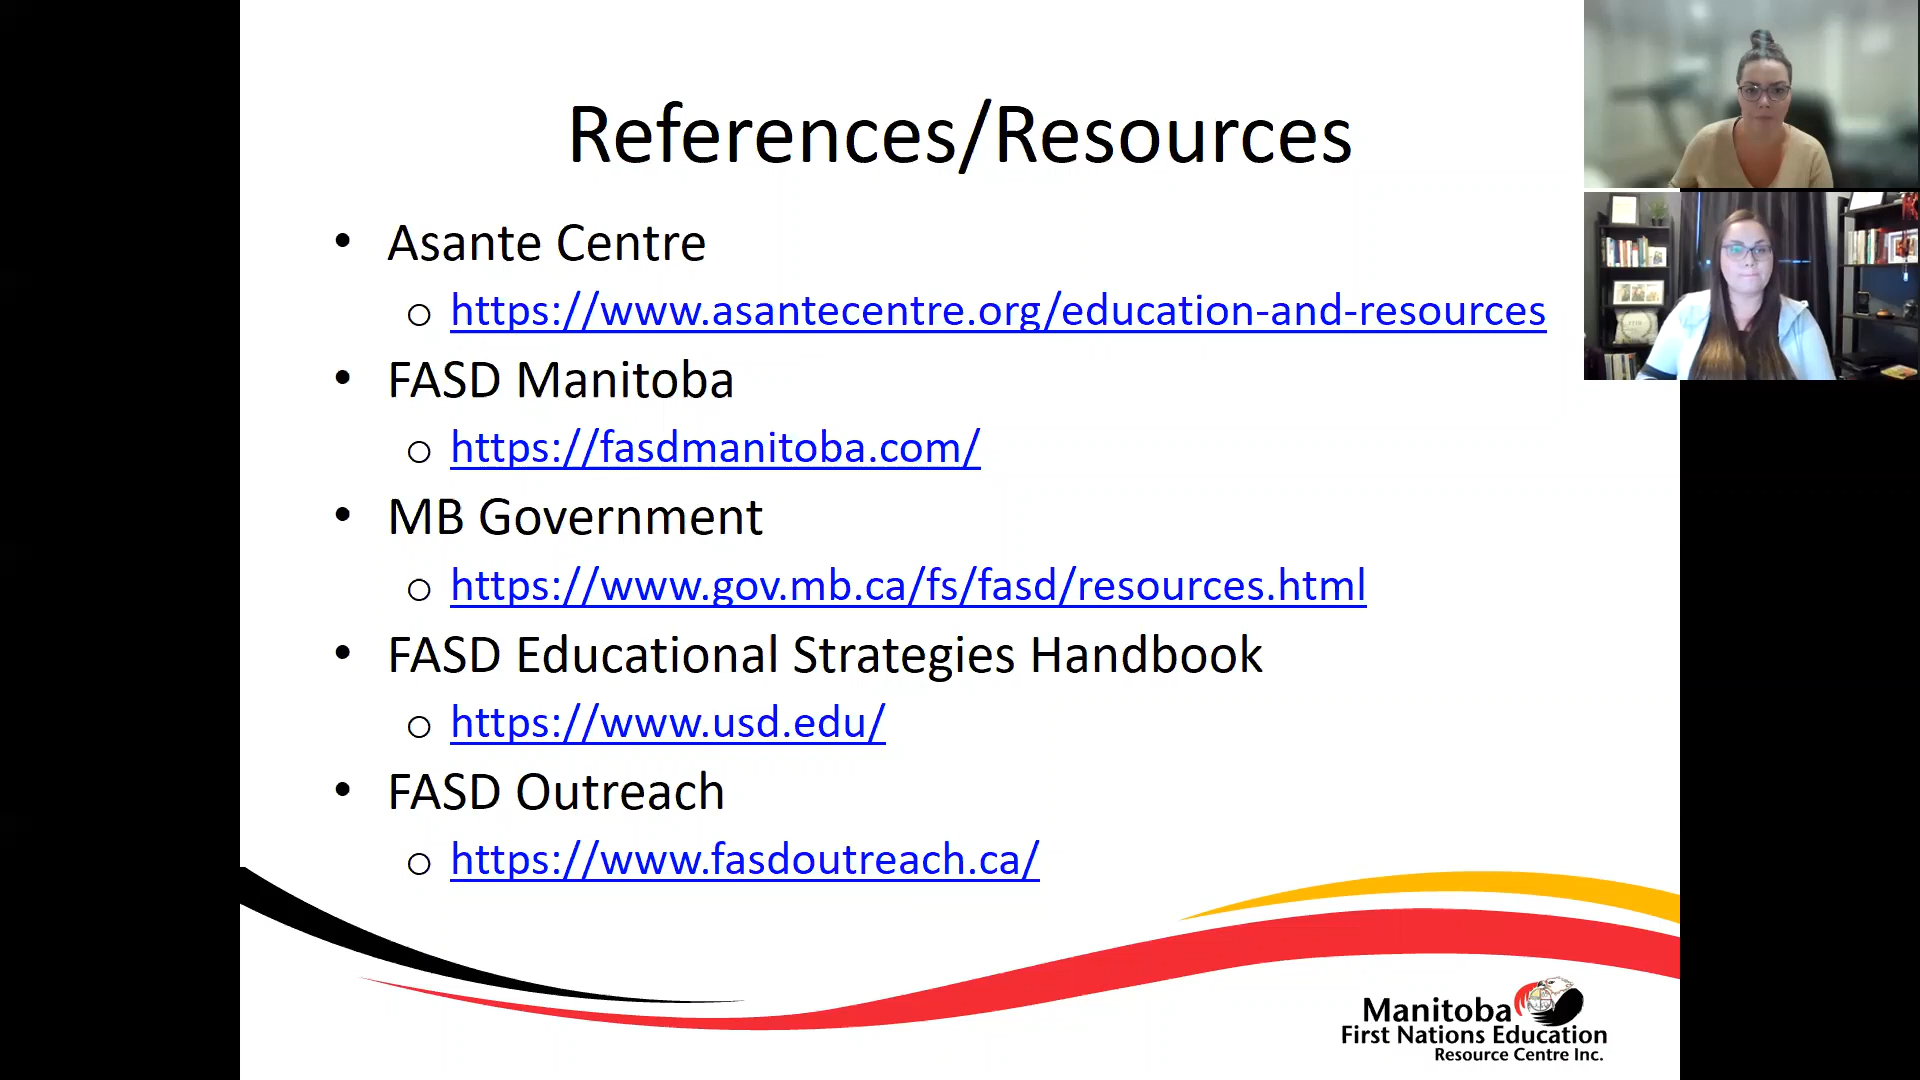 References/Resources
• Asante Centre
o https://www.asantecentre.org/education-and-resources
• FASD Manitoba
o https://fasdmanitoba.com/
• MB Government
o https://www.gov.mb.ca/fs/fasd/resources.html
• FASD Educational Strategies Handbook
o https://www.usd.edu/
• FASD Outreach
o https://www.fasdoutreach.ca/
Manitoba
First Nations Education
Resource Centre Inc.